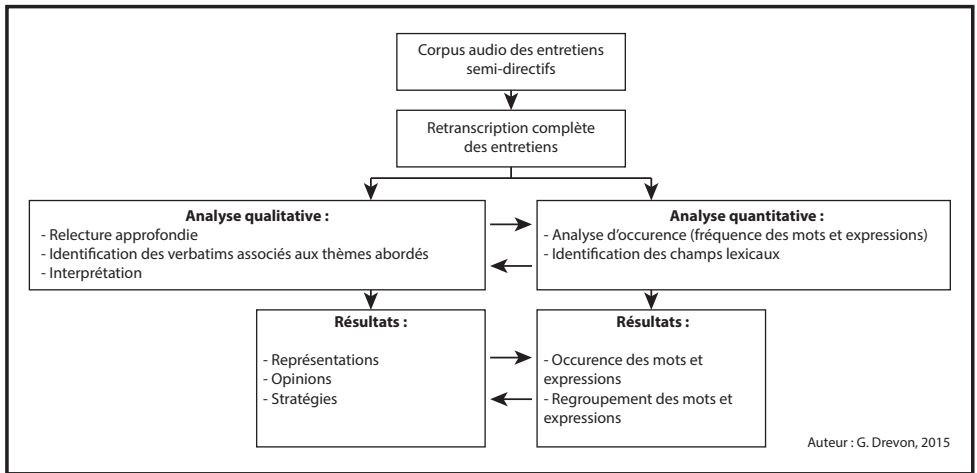 Corpus audio des entretiens
semi-directifs
Retranscription complète
des entretiens
Analyse qualitative :
- Relecture approfondie
- Identification des verbatims associés aux thèmes abordés
- Interprétation
Analyse quantitative :
- Analyse d'occurence (fréquence des mots et expressions)
- Identification des champs lexicaux
Résultats :
- Représentations
- Opinions
- Stratégies
Résultats :
- Occurence des mots et
expressions
- Regroupement des mots et
expressions
Auteur : G. Drevon, 2015